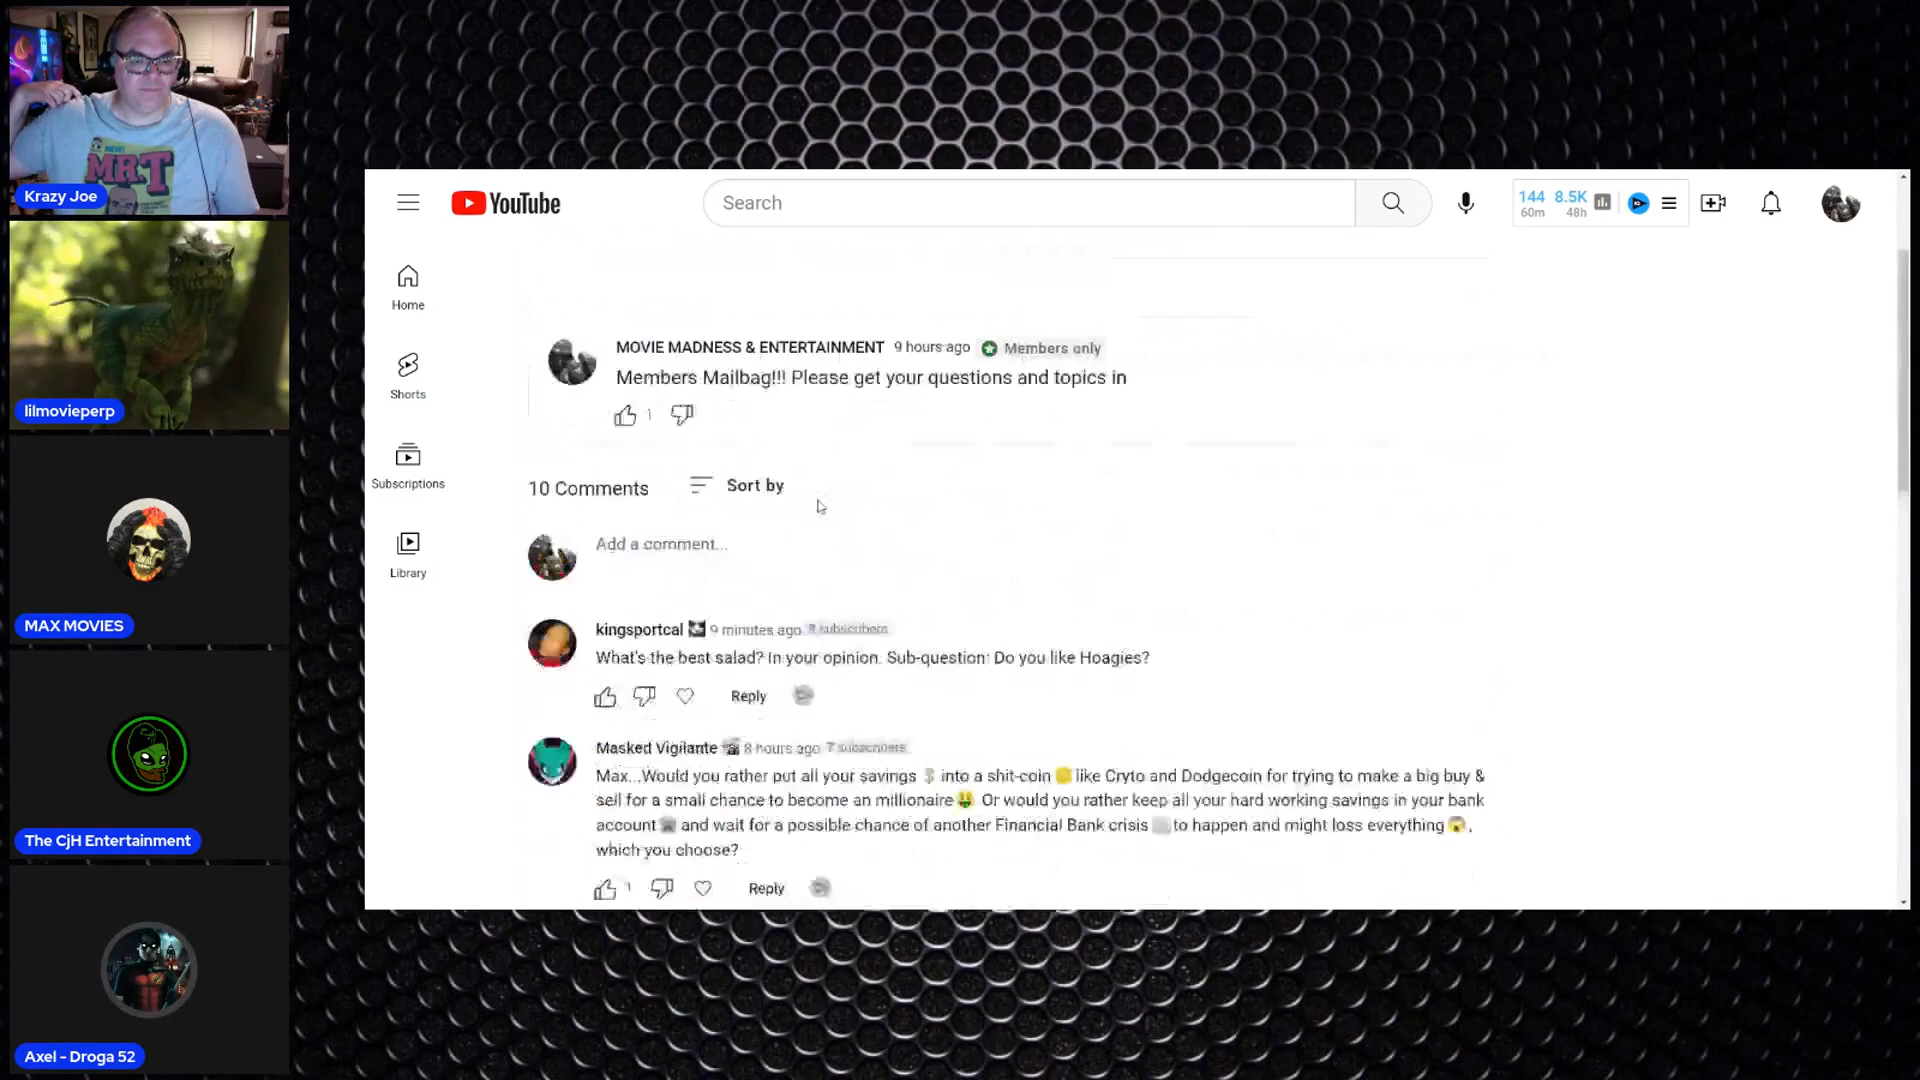 NEW!
MR.T
Krazy Joe
lilmovieperp
MAX MOVIES
The CjH Entertainment
Axel - Droga 52
YouTube
Search
144 8.5K
60m 48h
Home
Shorts
Subscriptions
Library
MOVIE MADNESS & ENTERTAINMENT 9 hours ago Members only
Members Mailbag!!! Please get your questions and topics in
1
10 Comments Sort by
Add a comment...
kingsportcal 9 minutes ago 8 subscribers
What's the best salad? In your opinion. Sub-question: Do you like Hoagies?
Reply
Masked Vigilante 8 hours ago 7 subscribers
Max...Would you rather put all your savings into a shit-coin like Cryto and Dodgecoin for trying to make a big buy &
sell for a small chance to become an millionaire Or would you rather keep all your hard working savings in your bank
account and wait for a possible chance of another Financial Bank crisis to happen and might loss everything ,
which you choose?
1 Reply